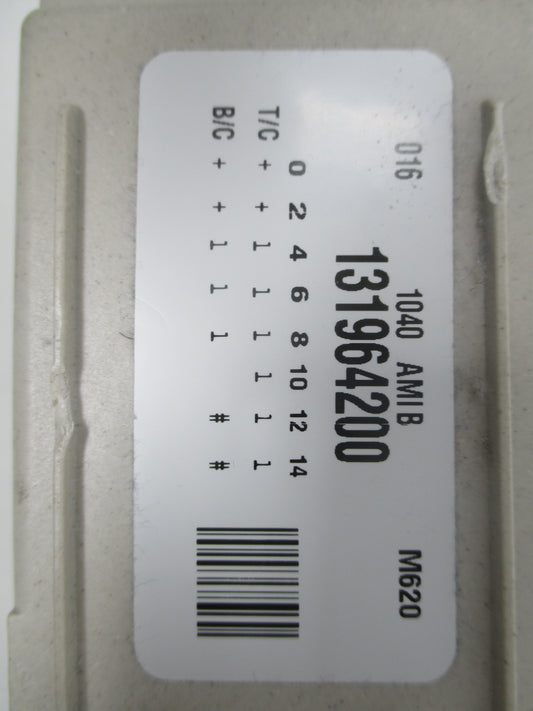 016 1040 AMIB M620
131964200
0 2 4 6 8 10 12 14
T/C + + 1 1 1 1 1 1
B/C + + 1 1 1 # #